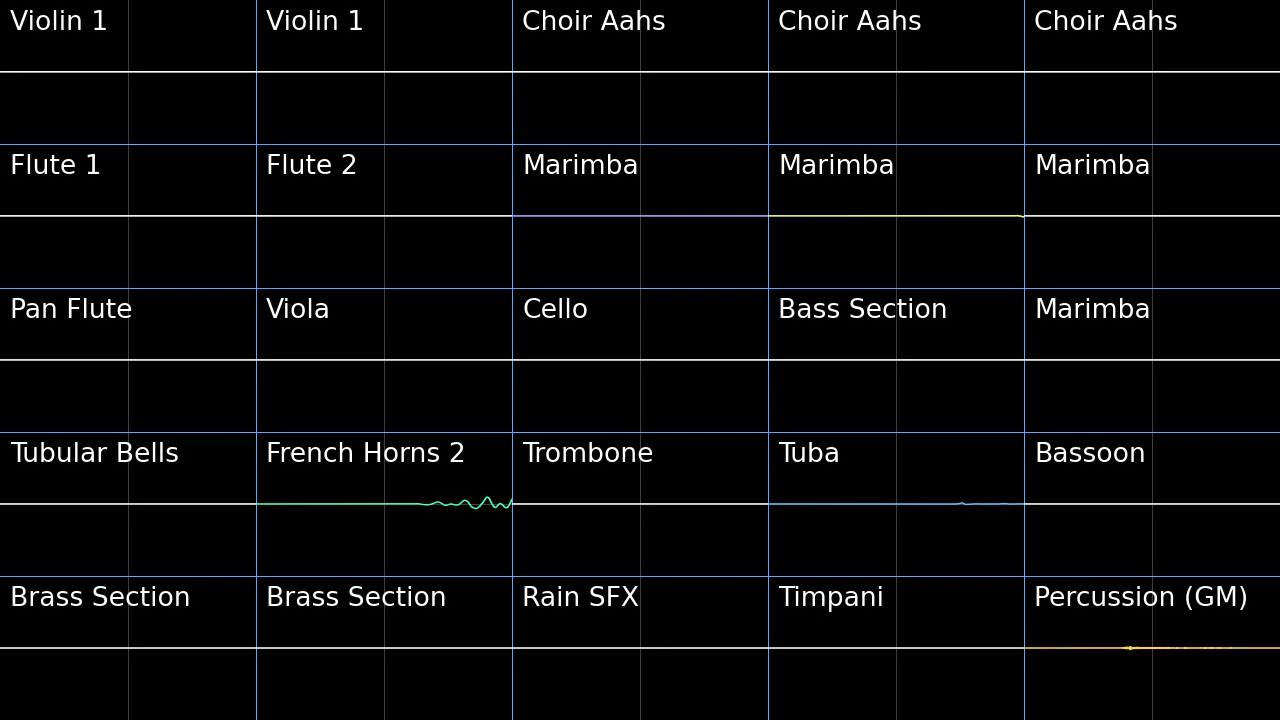 Violin 1
Violin 1
Choir Aahs
Choir Aahs
Choir Aahs
Flute 1
Flute 2
Marimba
Marimba
Marimba
Pan Flute
Viola
Cello
Bass Section
Marimba
Tubular Bells
French Horns 2
Trombone
Tuba
Bassoon
Brass Section
Brass Section
Rain SFX
Timpani
Percussion (GM)